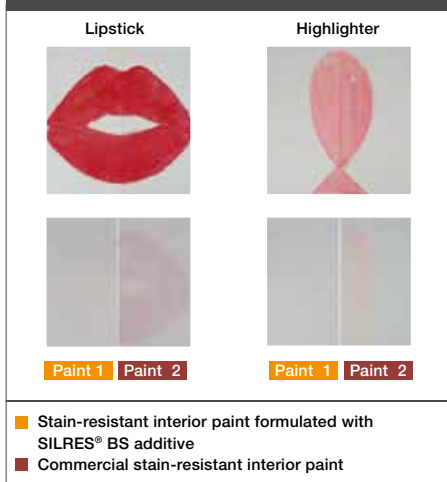 Lipstick
Highlighter
Paint 1 Paint 2
Paint 1 Paint 2
Stain-resistant interior paint formulated with
SILRES® BS additive
Commercial stain-resistant interior paint